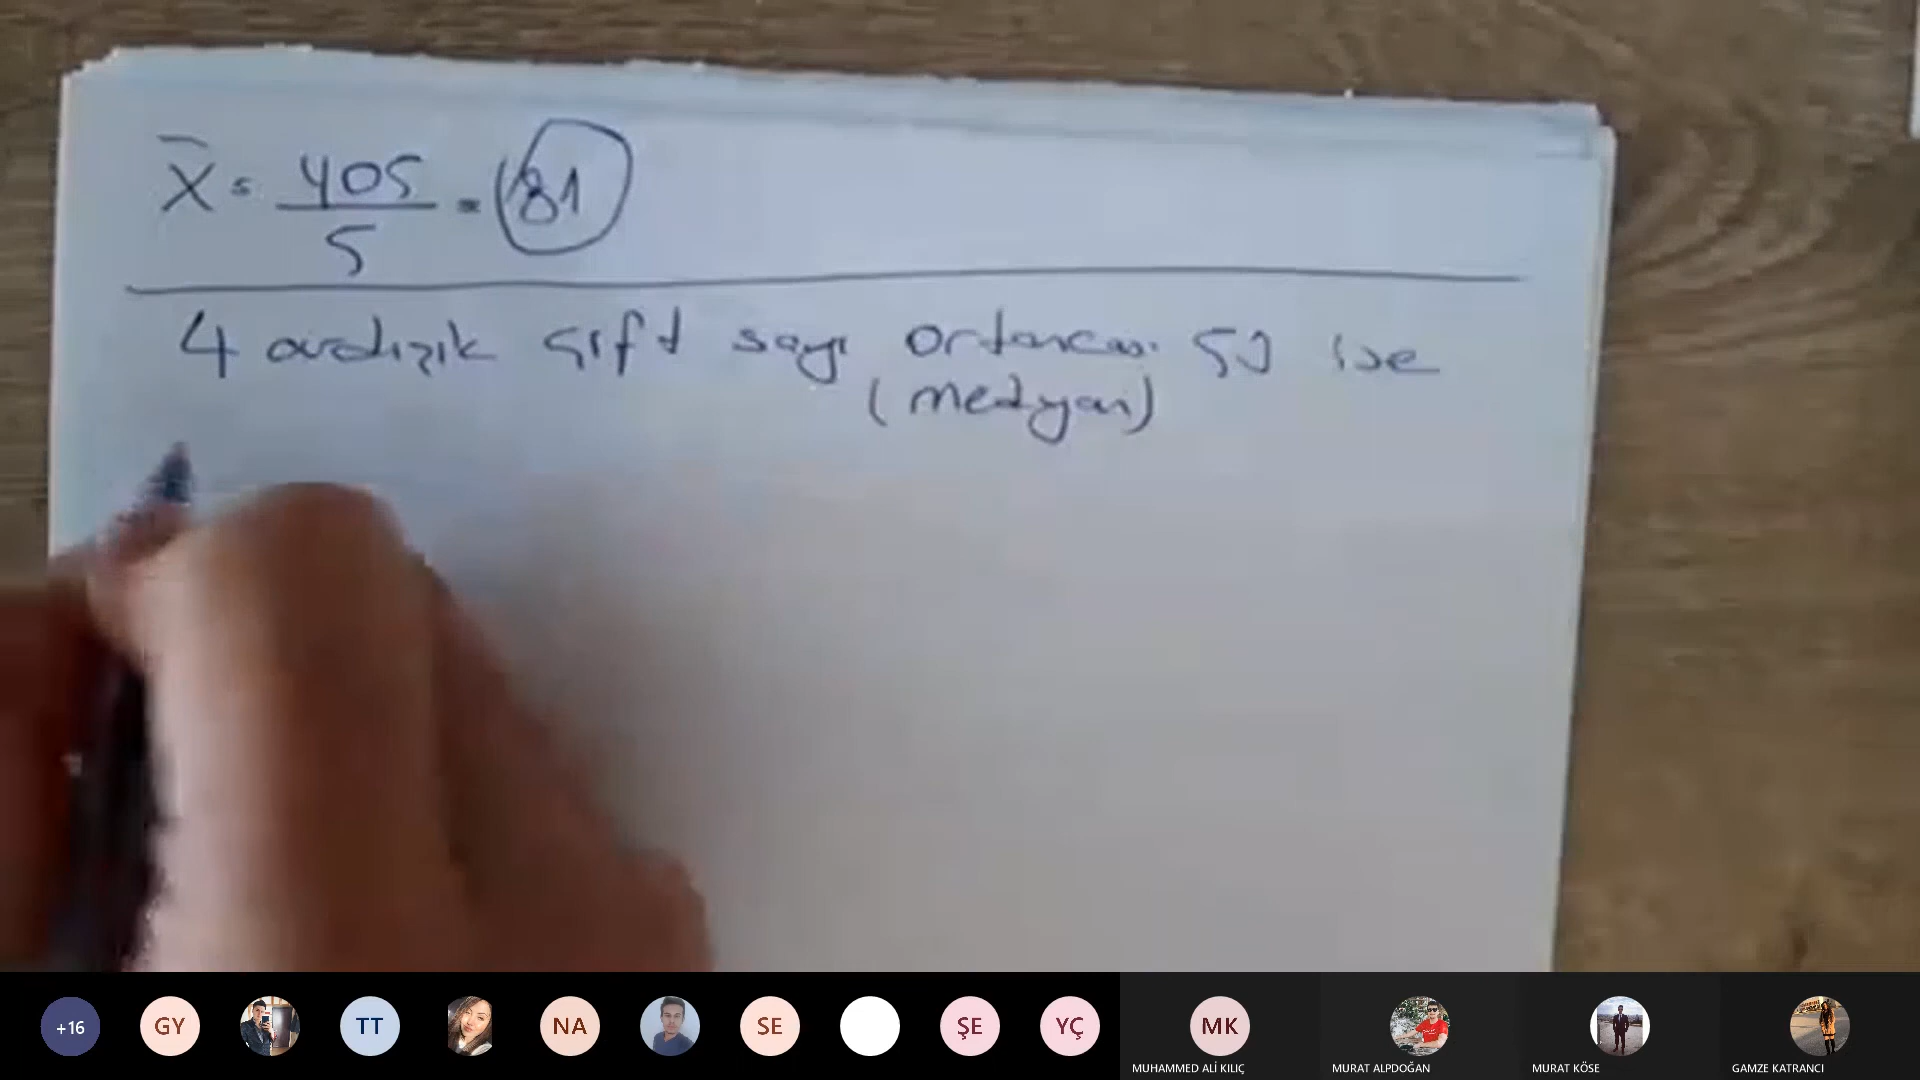 x̄ = 405/5 = 81
4 ardışık çift sayı ortancası 59 ise
(medyan)
+16
GY
TT
NA
SE
ŞE
YÇ
MK
MUHAMMED ALİ KILIÇ
MURAT ALPDOĞAN
MURAT KÖSE
GAMZE KATRANCI